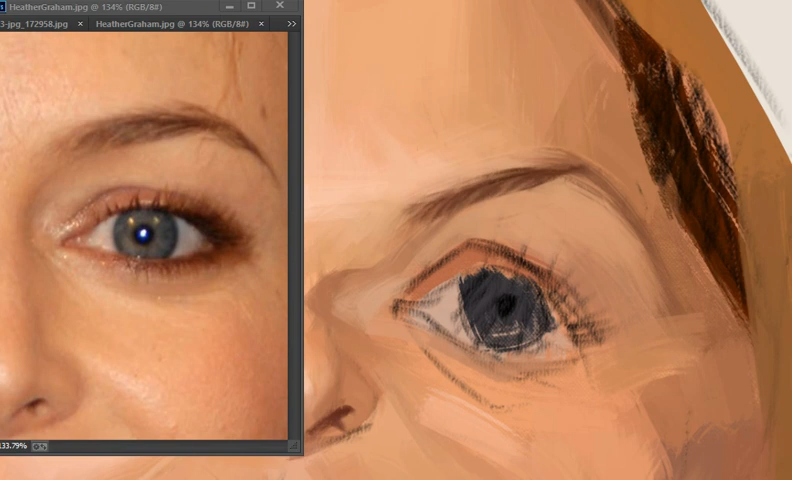 HeatherGraham.jpg @ 134% (RGB/8#)
3-jpg_172958.jpg × HeatherGraham.jpg @ 134% (RGB/8#) ×
133.79%